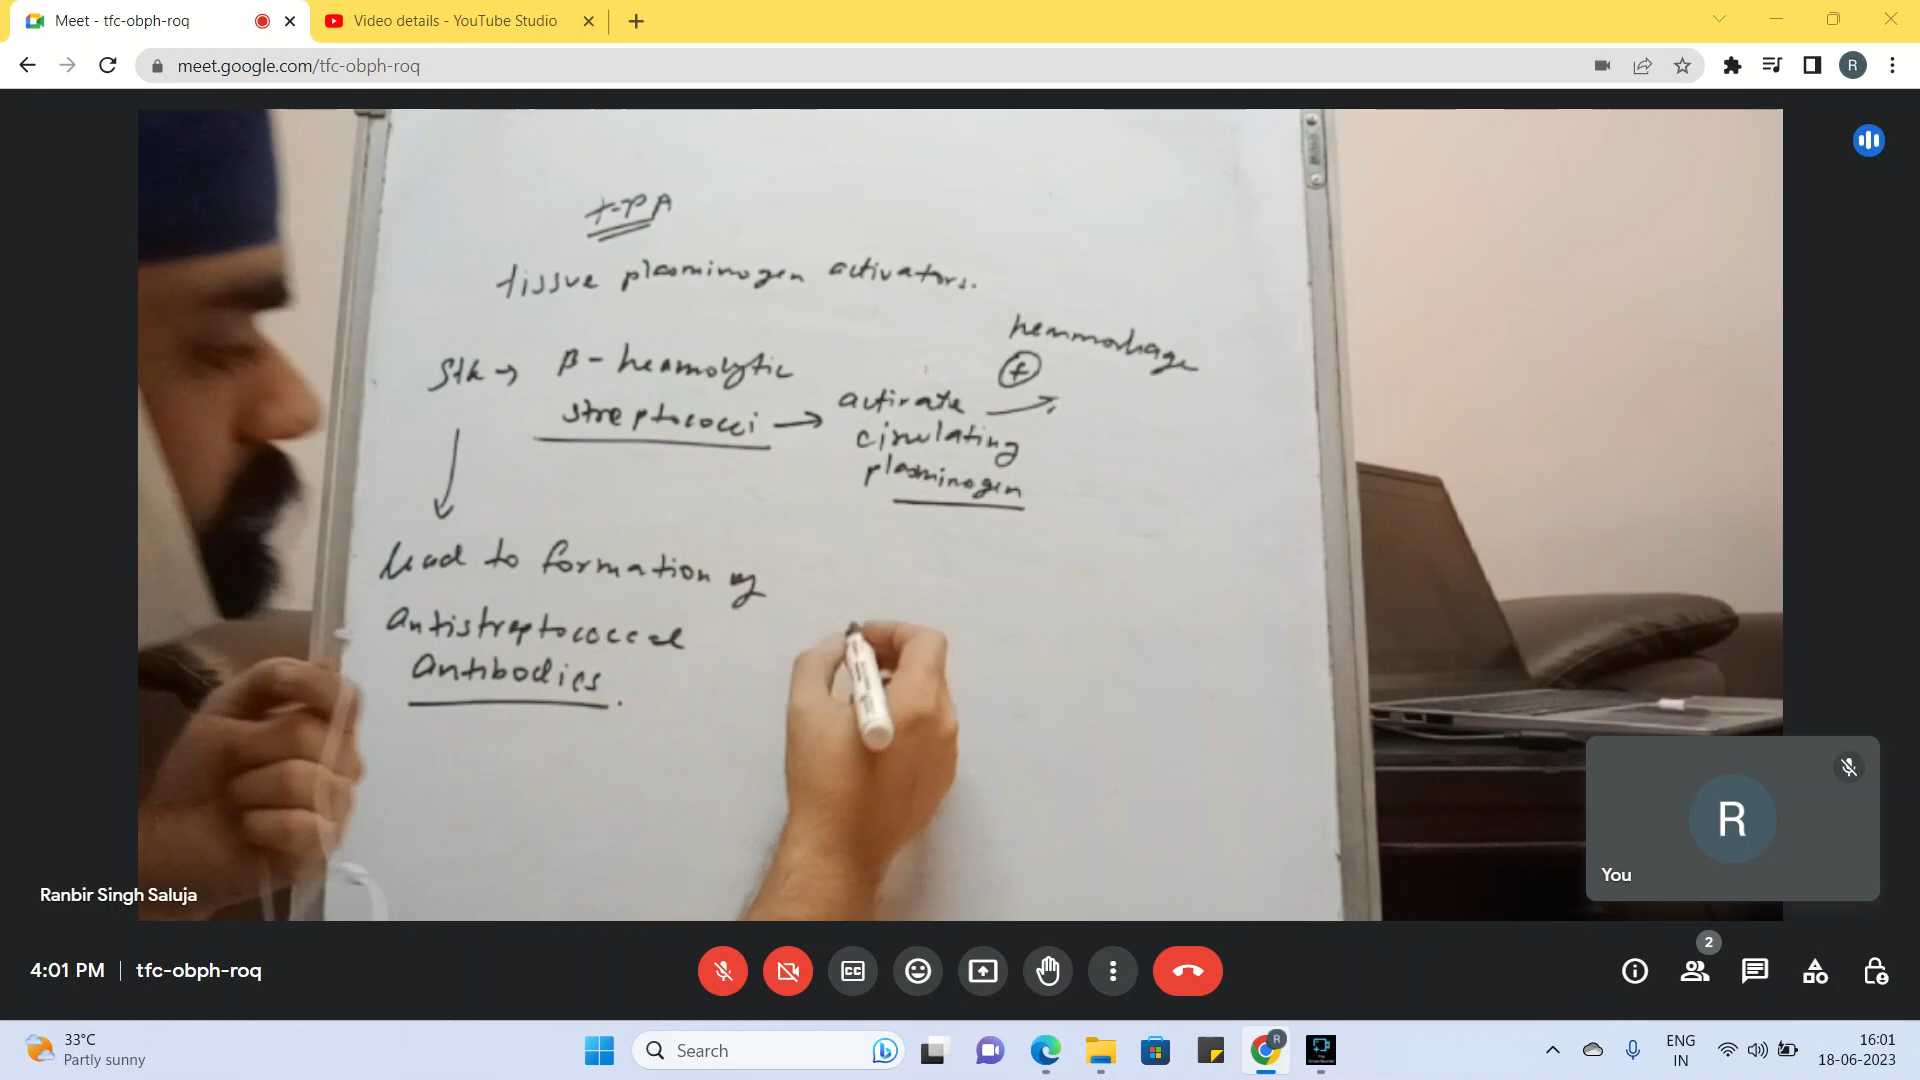 Meet - tfc-obph-roq
Video details - YouTube Studio
meet.google.com/tfc-obph-roq
R
t-PA
tissue plasminogen activators.
hemmorhage
Stk → β - heamolytic
+
streptococci → activate
circulating
plasminogen
lead to formation of
Antistreptococcal
Antibodies.
R
You
Ranbir Singh Saluja
4:01 PM | tfc-obph-roq
CC
2
33°C
Partly sunny
Search
R
ENG
IN
16:01
18-06-2023